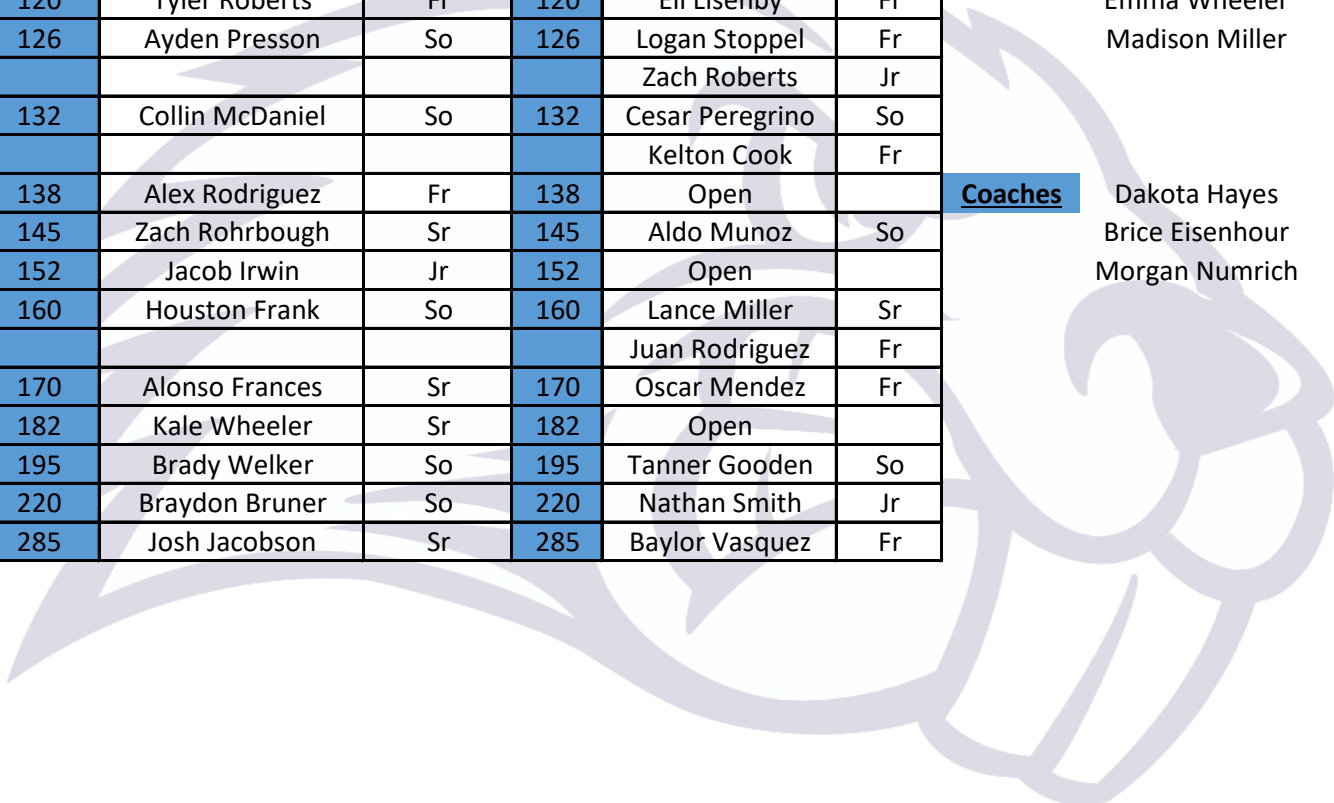 120 Tyler Roberts Fr 120 Eli Lisenby Fr Emma Wheeler
126 Ayden Presson So 126 Logan Stoppel Fr Madison Miller
Zach Roberts Jr
132 Collin McDaniel So 132 Cesar Peregrino So
Kelton Cook Fr
138 Alex Rodriguez Fr 138 Open Coaches Dakota Hayes
145 Zach Rohrbough Sr 145 Aldo Munoz So Brice Eisenhour
152 Jacob Irwin Jr 152 Open Morgan Numrich
160 Houston Frank So 160 Lance Miller Sr
Juan Rodriguez Fr
170 Alonso Frances Sr 170 Oscar Mendez Fr
182 Kale Wheeler Sr 182 Open
195 Brady Welker So 195 Tanner Gooden So
220 Braydon Bruner So 220 Nathan Smith Jr
285 Josh Jacobson Sr 285 Baylor Vasquez Fr